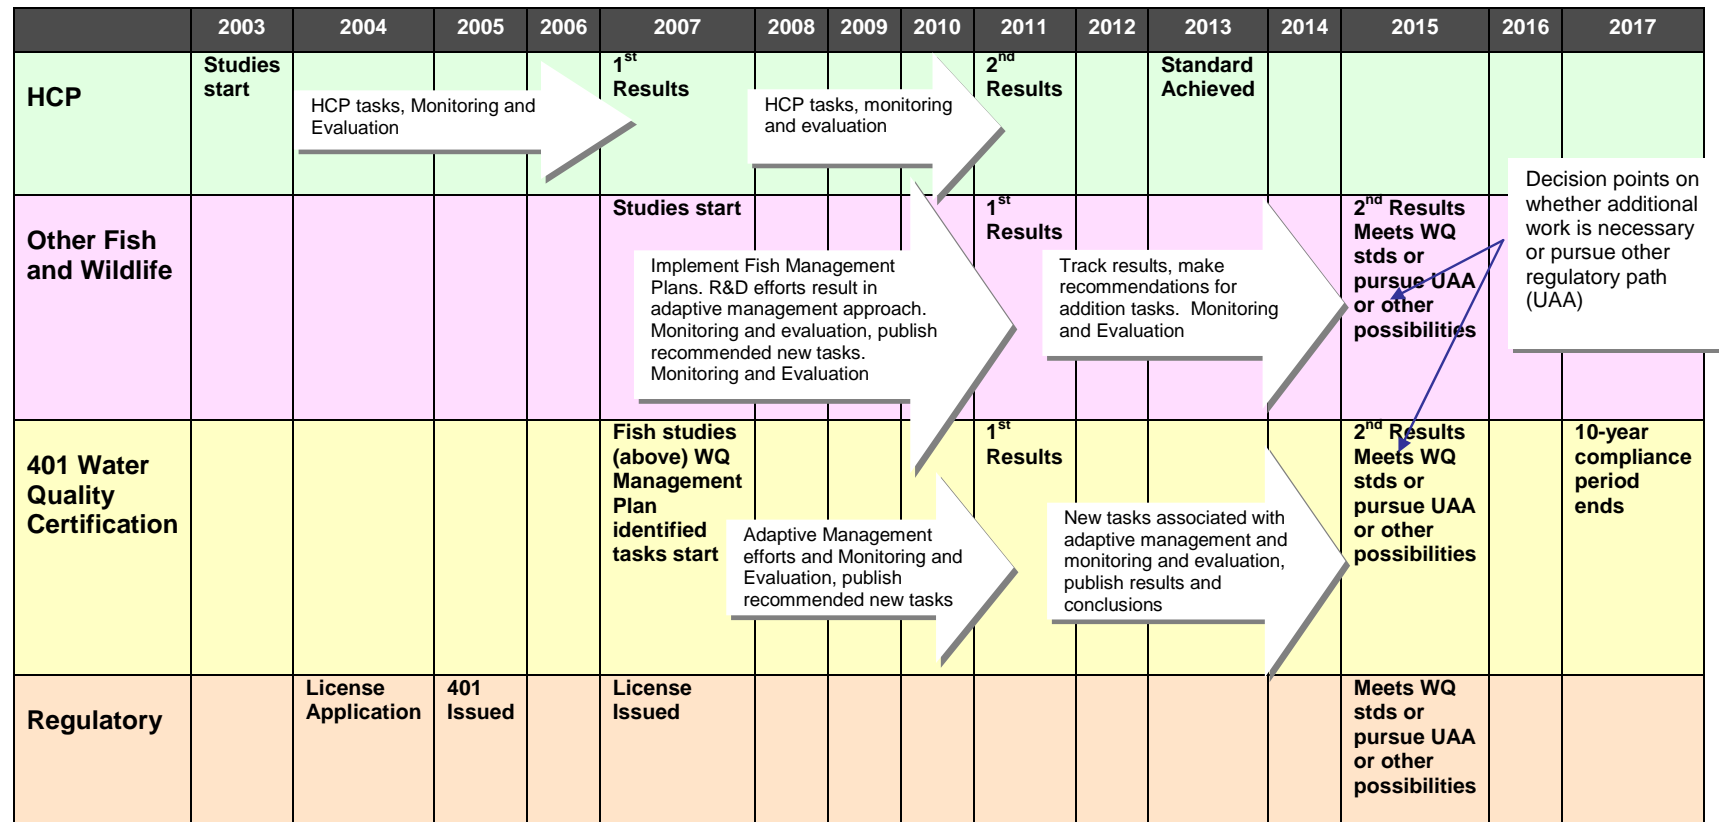 2003 2004 2005 2006 2007 2008 2009 2010 2011 2012 2013 2014 2015 2016 2017
HCP
Studies
start
HCP tasks, Monitoring and
Evaluation
1st
Results
HCP tasks, monitoring
and evaluation
2nd
Results
Standard
Achieved
Decision points on
whether additional
work is necessary
or pursue other
regulatory path
(UAA)
Other Fish
and Wildlife
Studies start
Implement Fish Management
Plans. R&D efforts result in
adaptive management approach.
Monitoring and evaluation, publish
recommended new tasks.
Monitoring and Evaluation
1st
Results
Track results, make
recommendations for
addition tasks.  Monitoring
and Evaluation
2nd Results
Meets WQ
stds or
pursue UAA
or other
possibilities
401 Water
Quality
Certification
Fish studies
(above) WQ
Management
Plan
identified
tasks start
Adaptive Management
efforts and Monitoring and
Evaluation, publish
recommended new tasks
1st
Results
New tasks associated with
adaptive management and
monitoring and evaluation,
publish results and
conclusions
2nd Results
Meets WQ
stds or
pursue UAA
or other
possibilities
10-year
compliance
period
ends
Regulatory
License
Application
401
Issued
License
Issued
Meets WQ
stds or
pursue UAA
or other
possibilities